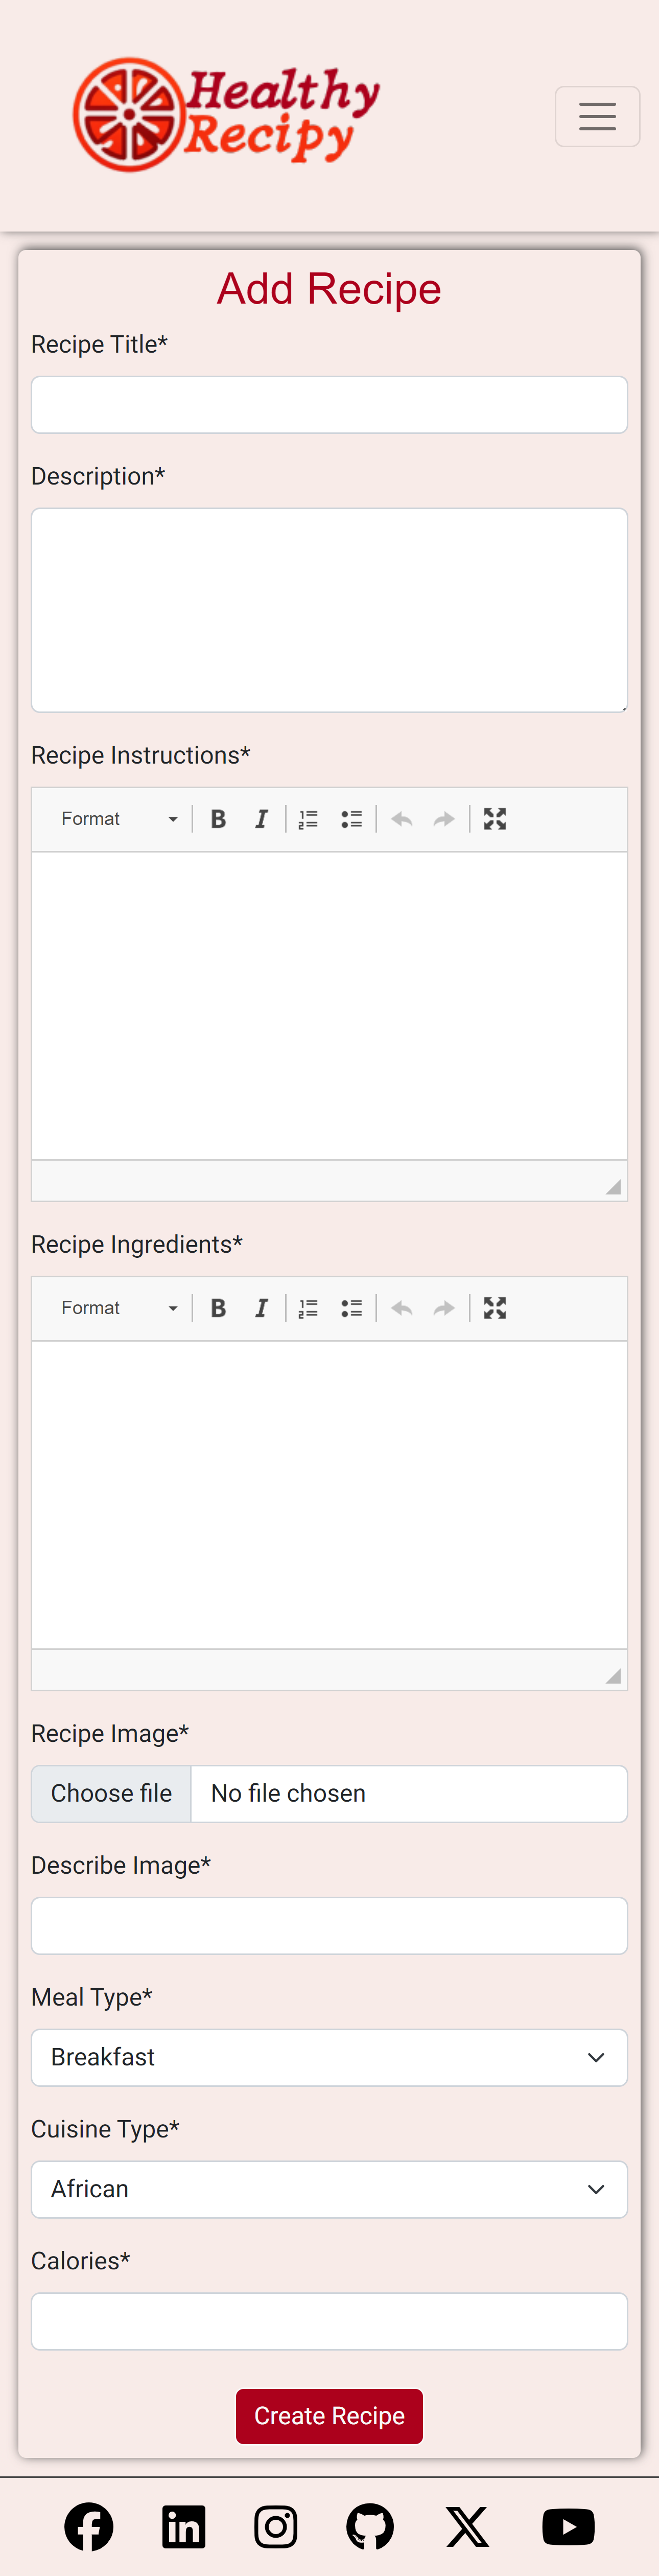 Healthy
Recipy
Add Recipe
Recipe Title*
Description*
Recipe Instructions*
Format B I
Recipe Ingredients*
Format B I
Recipe Image*
Choose file No file chosen
Describe Image*
Meal Type*
Breakfast
Cuisine Type*
African
Calories*
Create Recipe